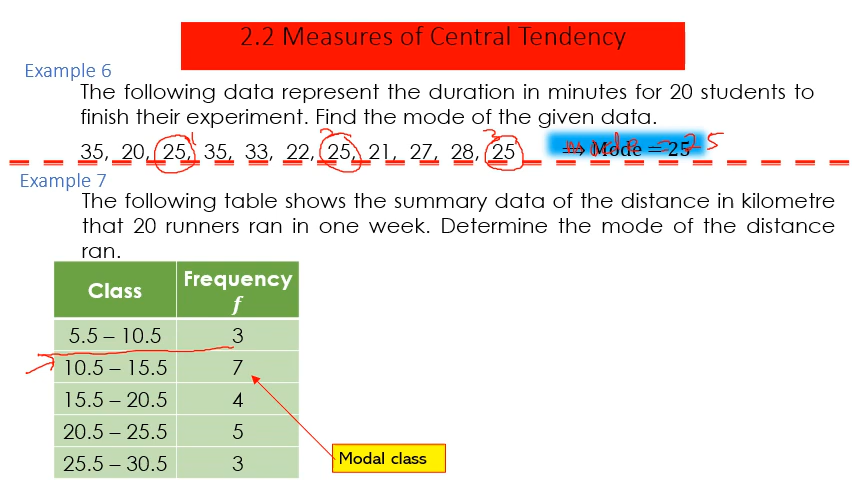 2.2 Measures of Central Tendency
Example 6
The following data represent the duration in minutes for 20 students to
finish their experiment. Find the mode of the given data.
35, 20, 25, 35, 33, 22, 25, 21, 27, 28, 25
1 2 3
⟹ Mode = 25
mode = 25
Example 7
The following table shows the summary data of the distance in kilometre
that 20 runners ran in one week. Determine the mode of the distance
ran.
Class Frequency f
5.5 – 10.5 3
10.5 – 15.5 7
15.5 – 20.5 4
20.5 – 25.5 5
25.5 – 30.5 3
Modal class